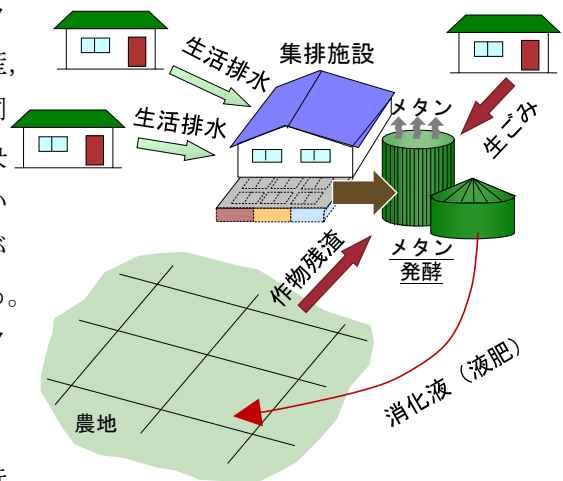 生活排水
集排施設
生活排水
メタン
生ごみ
メタン
発酵
作物残渣
消化液（液肥）
農地